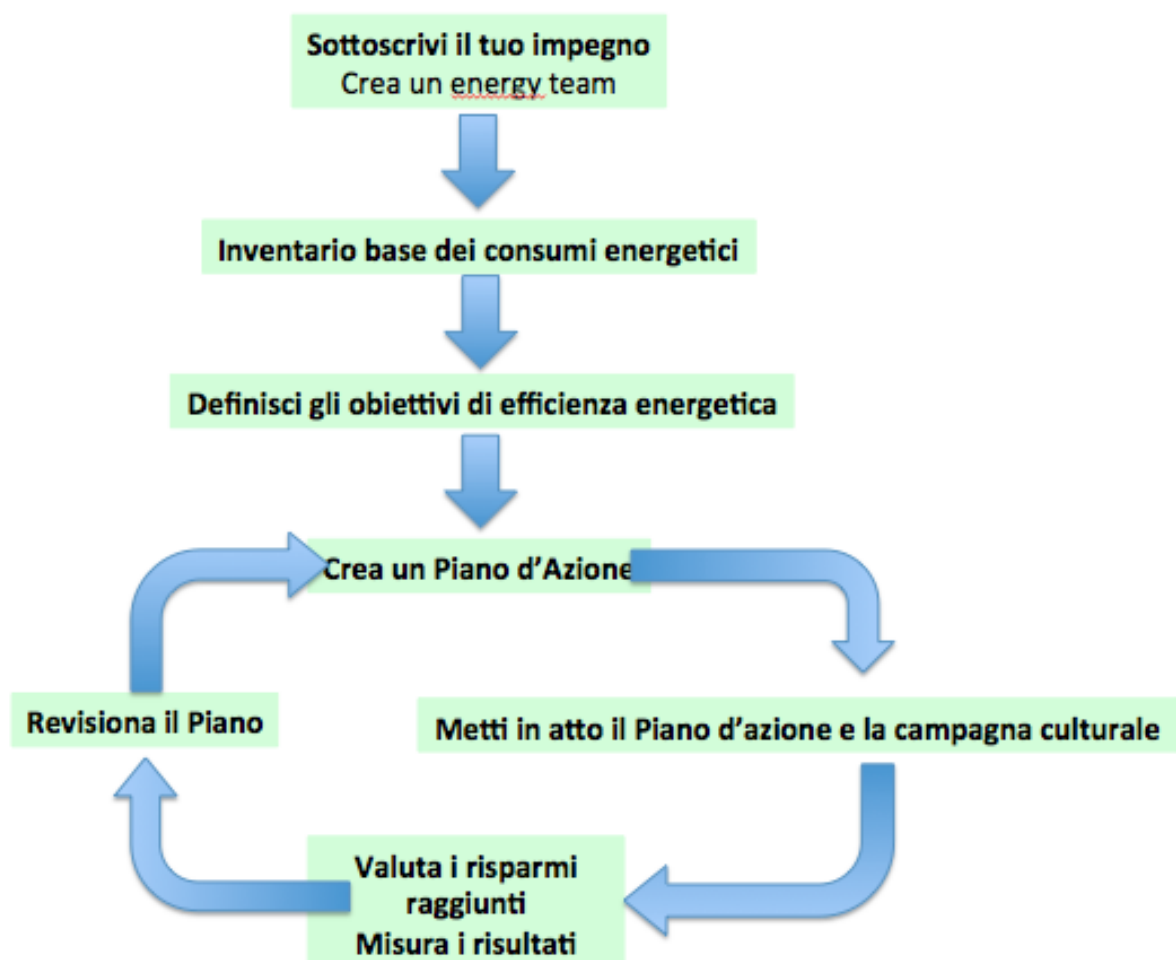 Sottoscrivi il tuo impegno
Crea un energy team
Inventario base dei consumi energetici
Definisci gli obiettivi di efficienza energetica
Crea un Piano d'Azione
Revisiona il Piano
Metti in atto il Piano d'azione e la campagna culturale
Valuta i risparmi
raggiunti
Misura i risultati